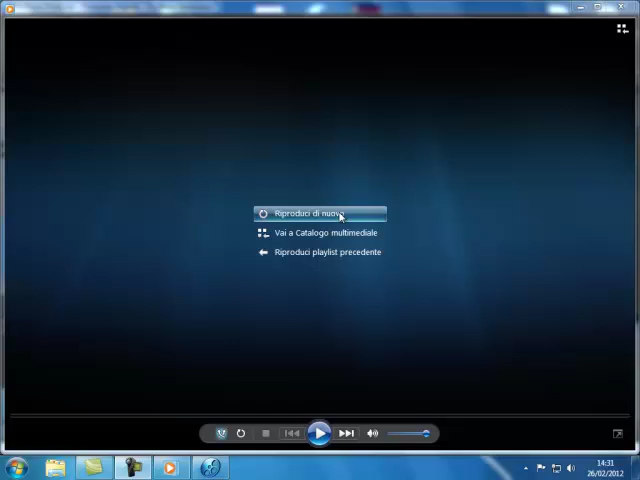 Riproduci di nuovo
Vai a Catalogo multimediale
Riproduci playlist precedente
14:31
26/02/2012